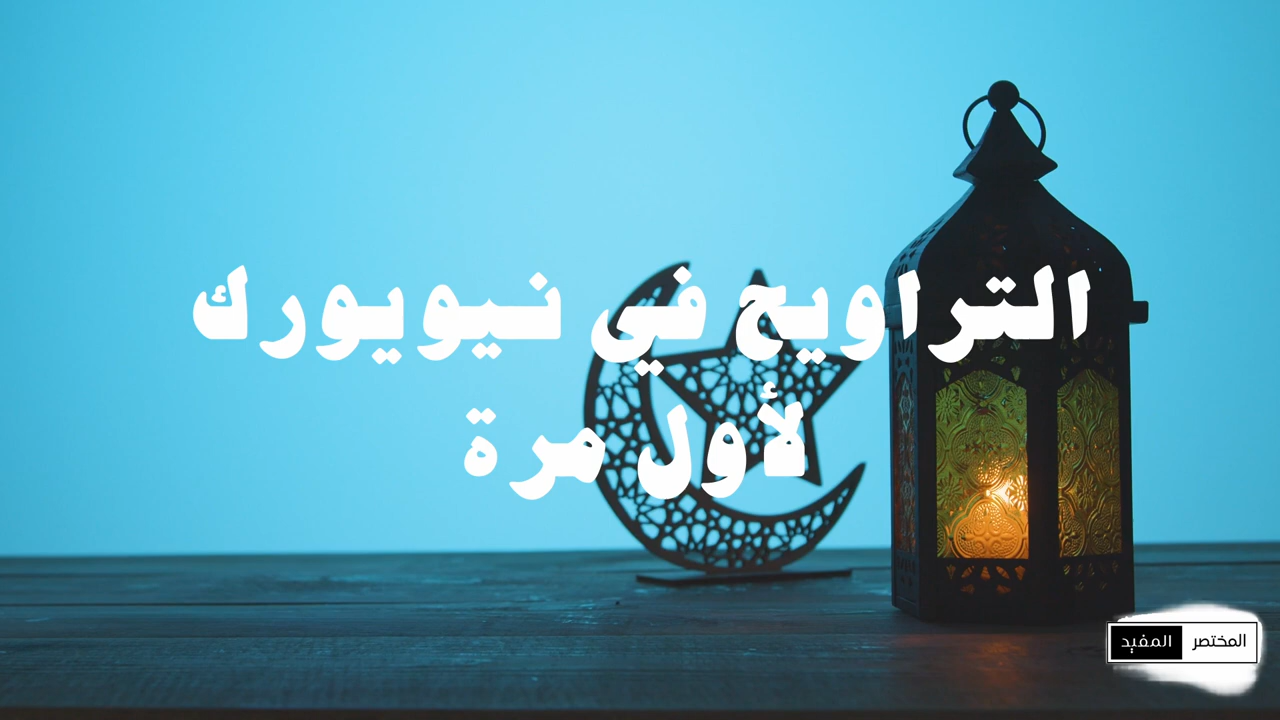 التراويح في نيويورك
لأول مرة
المختصر المفيد